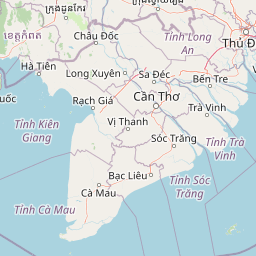 ខេត្តកំពត
Châu Đốc
Tỉnh Long
An
Thủ Đ
Hà Tiên
Long Xuyên
Sa Đéc
Bến Tre
uốc
Rạch Giá
Cần Thơ
Trà Vinh
Tỉnh Kiên
Giang
Vị Thanh
Sóc Trăng
Tỉnh Trà
Vinh
Bạc Liêu
Tỉnh Sóc
Trăng
Cà Mau
Tỉnh Cà Mau